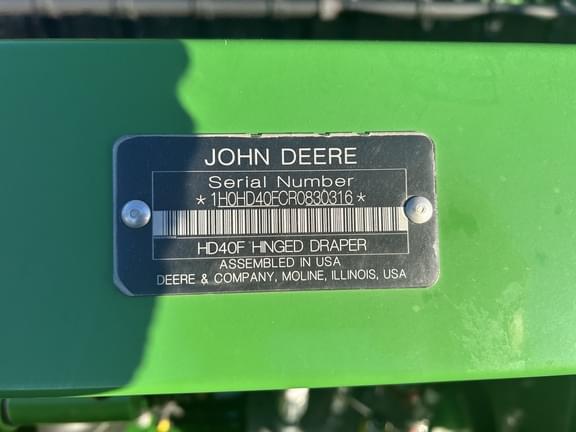 JOHN DEERE
Serial Number
*1H0HD40FCR0830316*
HD40F HINGED DRAPER
ASSEMBLED IN USA
DEERE & COMPANY, MOLINE, ILLINOIS, USA